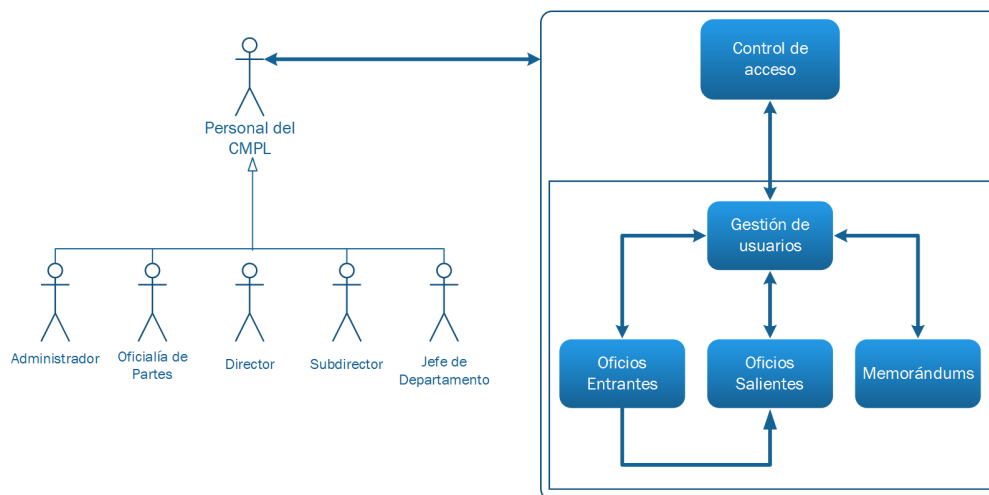 Control de
acceso
Personal del
CMPL
Gestión de
usuarios
Administrador
Oficialía de
Partes
Director
Subdirector
Jefe de
Departamento
Oficios
Entrantes
Oficios
Salientes
Memorándums